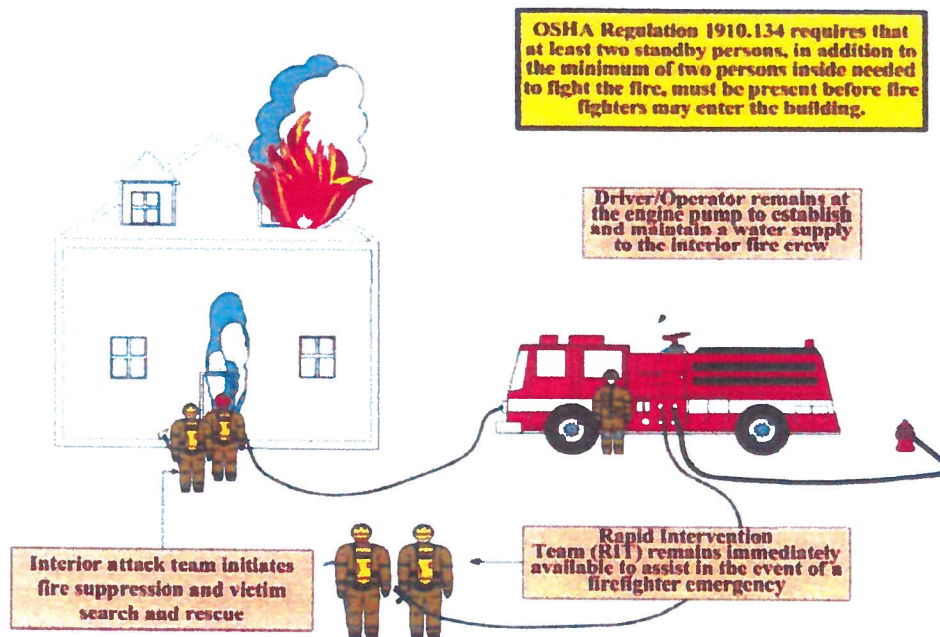 OSHA Regulation 1910.134 requires that
at least two standby persons, in addition to
the minimum of two persons inside needed
to fight the fire, must be present before fire
fighters may enter the building.
Driver/Operator remains at
the engine pump to establish
and maintain a water supply
to the interior fire crew
Interior attack team initiates
fire suppression and victim
search and rescue
Rapid Intervention
Team (RIT) remains immediately
available to assist in the event of a
firefighter emergency